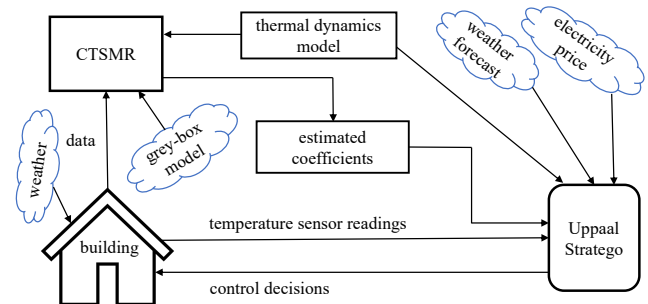 CTSMR
thermal dynamics
model
weather
forecast
electricity
price
weather
data
grey-box
model
estimated
coefficients
building
temperature sensor readings
control decisions
Uppaal
Stratego